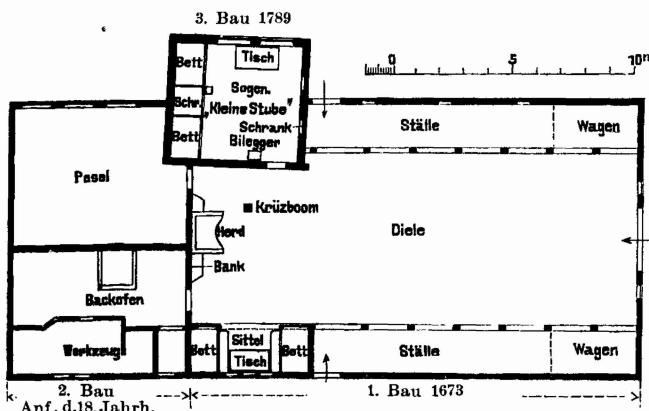 3. Bau 1789
Bett
Tisch
0 5 10m
Sogen.
Schr.
Kleine Stube
Bett
Schrank
Bilegger
Ställe
Wagen
Pesel
Krüzboom
Herd
Diele
Bank
Backofen
Werkzeug
Bett
Sittel
Tisch
Bett
Ställe
Wagen
2. Bau
Anf. d. 18. Jahrh.
1. Bau 1673